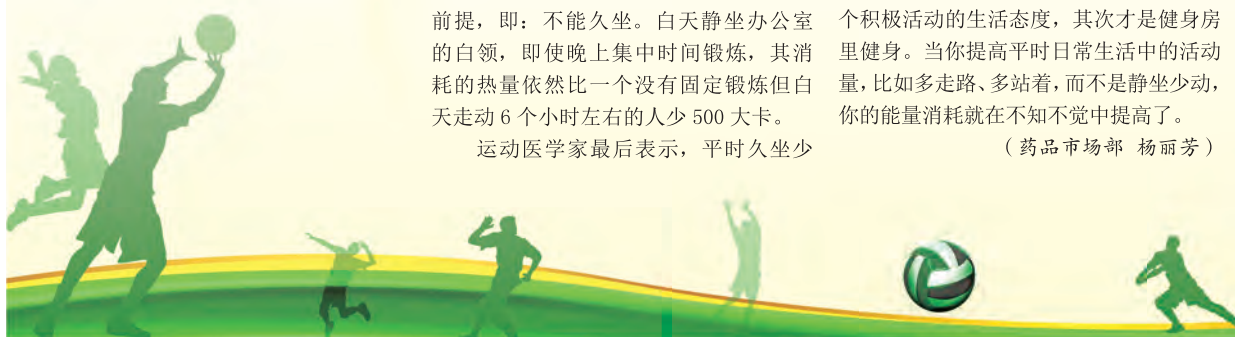 前提，即：不能久坐。白天静坐办公室
的白领，即使晚上集中时间锻炼，其消
耗的热量依然比一个没有固定锻炼但白
天走动 6 个小时左右的人少 500 大卡。
运动医学家最后表示，平时久坐少
个积极活动的生活态度，其次才是健身房
里健身。当你提高平时日常生活中的活动
量，比如多走路、多站着，而不是静坐少动，
你的能量消耗就在不知不觉中提高了。
（药品市场部 杨丽芳）